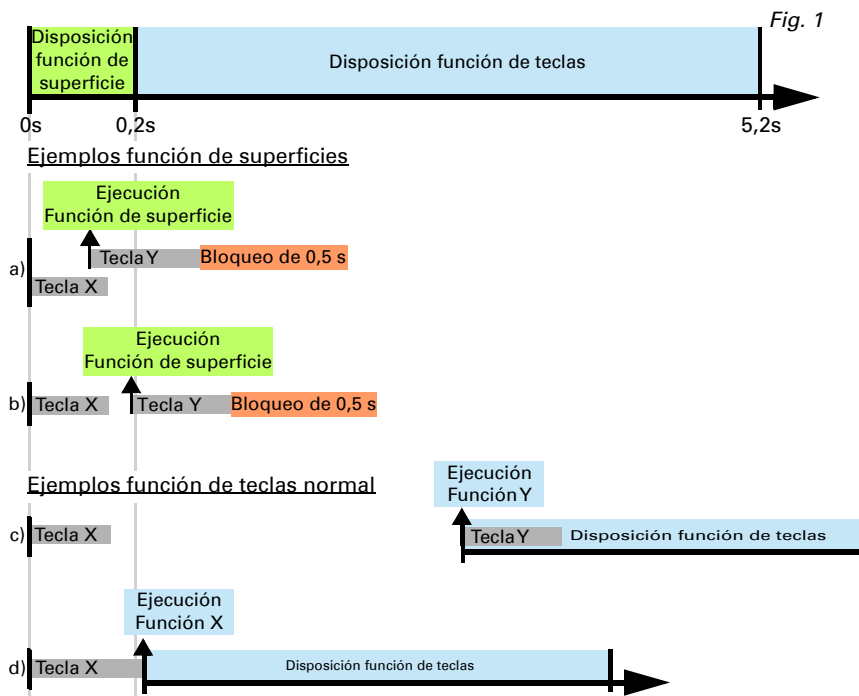 Fig. 1
Disposición
función de
superficie
Disposición función de teclas
0s
0,2s
5,2s
Ejemplos función de superficies
Ejecución
Función de superficie
a)
Tecla Y
Bloqueo de 0,5 s
Tecla X
Ejecución
Función de superficie
b)
Tecla X
Tecla Y
Bloqueo de 0,5 s
Ejemplos función de teclas normal
Ejecución
Función Y
c)
Tecla X
Tecla Y
Disposición función de teclas
Ejecución
Función X
d)
Tecla X
Disposición función de teclas